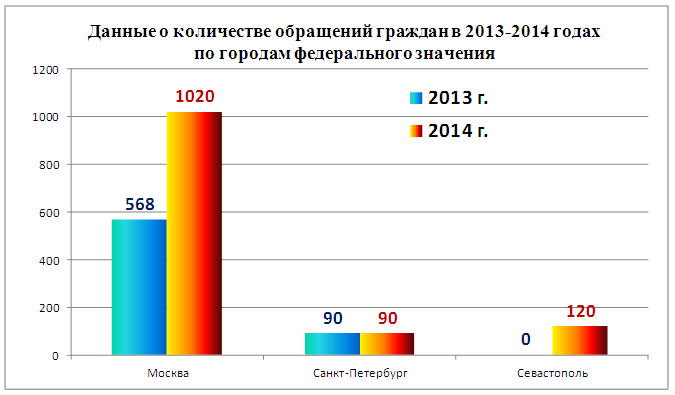 Данные о количестве обращений граждан в 2013-2014 годах
по городам федерального значения
1200
1000
800
600
400
200
0
2013 г.
2014 г.
568
1020
90
90
0
120
Москва
Санкт-Петербург
Севастополь